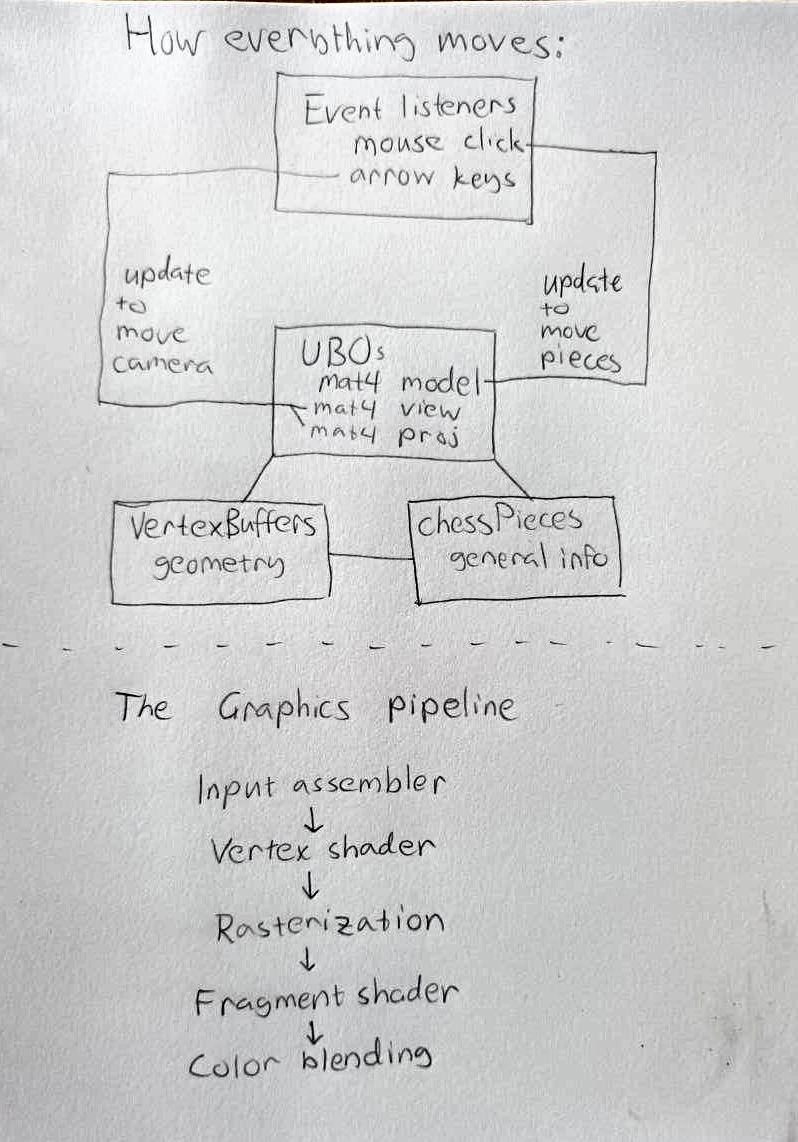 How everything moves:
Event listeners
mouse click
arrow keys
update
to
move
camera
update
to
move
pieces
UBOs
mat4 model
mat4 view
mat4 proj
VertexBuffers
geometry
chessPieces
general info
The Graphics pipeline
Input assembler
↓
Vertex shader
↓
Rasterization
↓
Fragment shader
↓
Color blending